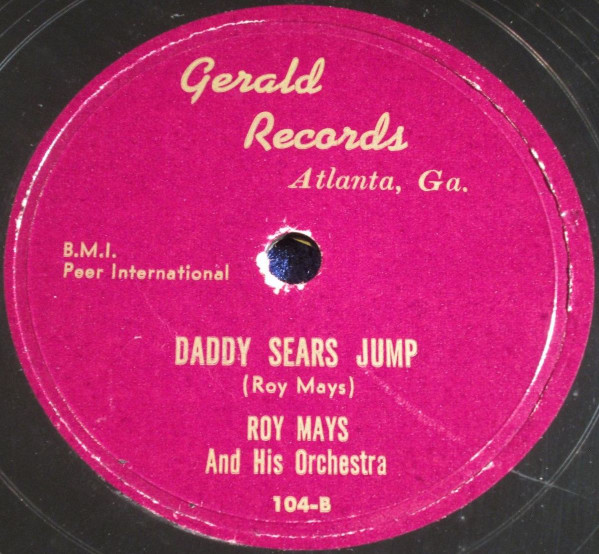 Gerald
Records
Atlanta, Ga.
B.M.I.
Peer International
DADDY SEARS JUMP
(Roy Mays)
ROY MAYS
And His Orchestra
104-B